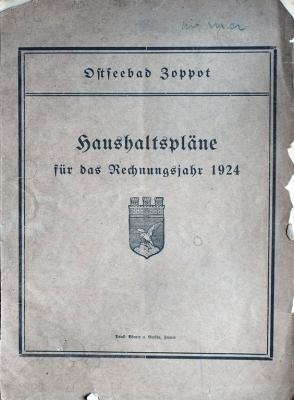 Ostseebad Zoppot
Haushaltspläne
für das Rechnungsjahr 1924